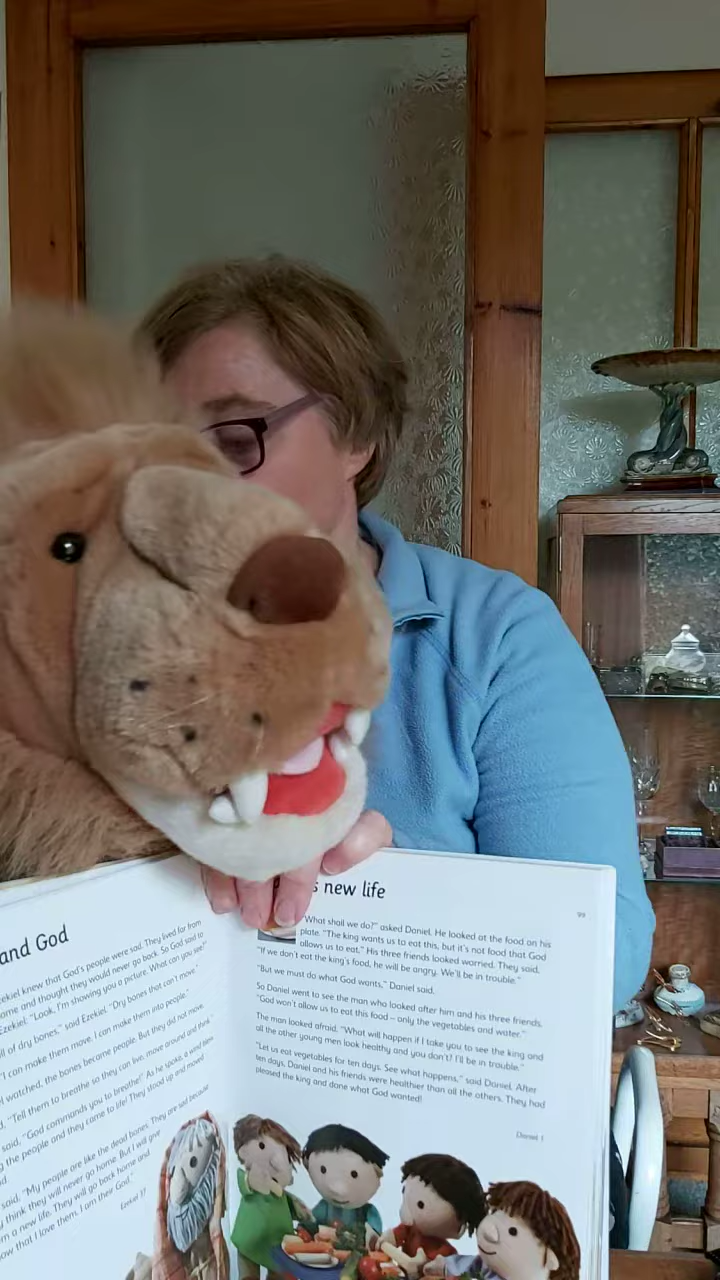 and God
ekiel knew that God's people were sad. They lived far from
ome and thought they would never go back. So God said to
Ezekiel: "Look, I'm showing you a picture. What can you see?"
ll of dry bones," said Ezekiel. "Dry bones that can't move."
"I can make them move. I can make them into people."
l watched, the bones became people. But they did not move.
d. "Tell them to breathe so they can live, move around and think."
said, "God commands you to breathe!" As he spoke, a wind
g the people and they came to life! They stood up and moved
said, "My people are like the dead bones. They are sad because
think they will never go home. But I will give
m a new life. They will go back home and
ow that I love them. I am their God."
Ezekiel 37
s new life
99
"What shall we do?" asked Daniel. He looked at the food on his
plate. "The king wants us to eat this, but it's not food that God
allows us to eat." His three friends looked worried. They said,
"If we don't eat the king's food, he will be angry. We'll be in trouble."
"But we must do what God wants," Daniel said.
So Daniel went to see the man who looked after him and his three friends.
"God won't allow us to eat this food – only the vegetables and water."
The man looked afraid. "What will happen if I take you to see the king and
all the other young men look healthy and you don't? I'll be in trouble."
"Let us eat vegetables for ten days. See what happens," said Daniel. After
ten days, Daniel and his friends were healthier than all the others. They had
pleased the king and done what God wanted!
Daniel 1